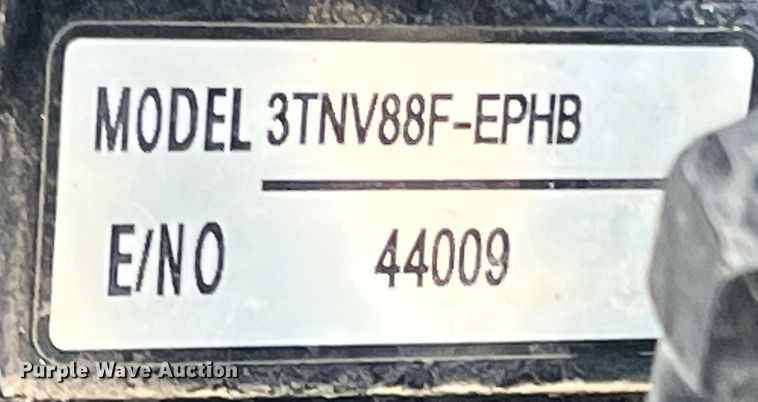 MODEL 3TNV88F-EPHB
E/NO 44009
Purple Wave Auction